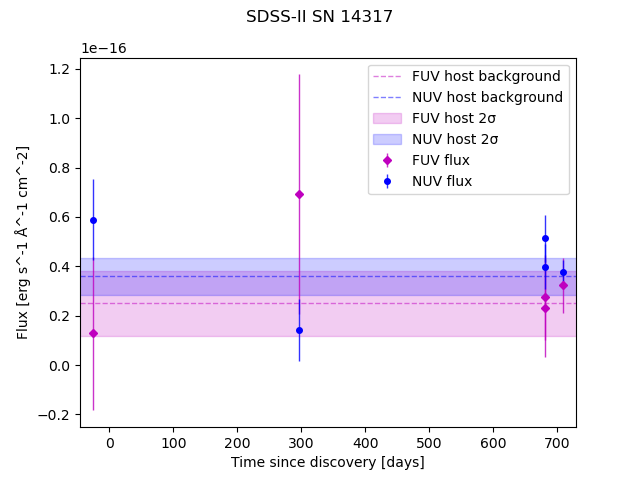 SDSS-II SN 14317
1e−16
FUV host background
NUV host background
FUV host 2σ
NUV host 2σ
FUV flux
NUV flux
1.2
1.0
0.8
0.6
0.4
0.2
0.0
−0.2
Flux [erg s^-1 Å^-1 cm^-2]
0 100 200 300 400 500 600 700
Time since discovery [days]